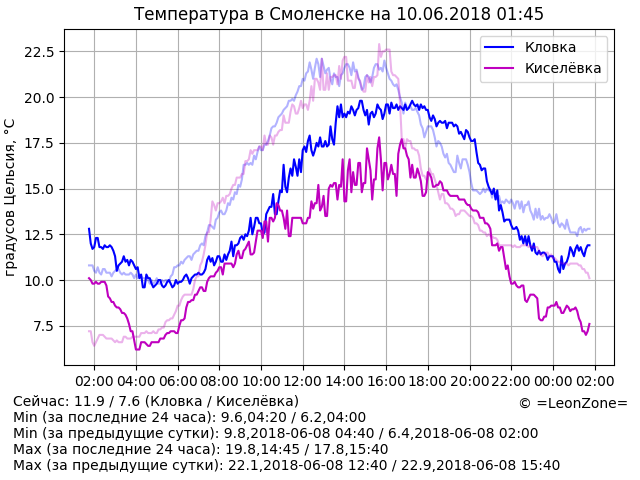 Температура в Смоленске на 10.06.2018 01:45
градусов Цельсия, °C
22.5
20.0
17.5
15.0
12.5
10.0
7.5
Кловка
Киселёвка
02:00 04:00 06:00 08:00 10:00 12:00 14:00 16:00 18:00 20:00 22:00 00:00 02:00
© =LeonZone=
Сейчас: 11.9 / 7.6 (Кловка / Киселёвка)
Min (за последние 24 часа): 9.6,04:20 / 6.2,04:00
Min (за предыдущие сутки): 9.8,2018-06-08 04:40 / 6.4,2018-06-08 02:00
Max (за последние 24 часа): 19.8,14:45 / 17.8,15:40
Max (за предыдущие сутки): 22.1,2018-06-08 12:40 / 22.9,2018-06-08 15:40